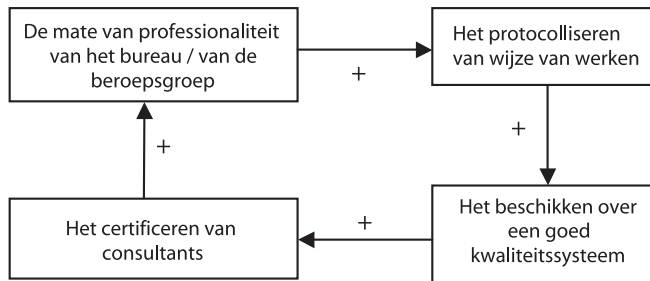 De mate van professionaliteit
van het bureau / van de
beroepsgroep
+
Het protocolliseren
van wijze van werken
+
Het beschikken over
een goed
kwaliteitssysteem
+
Het certificeren van
consultants
+